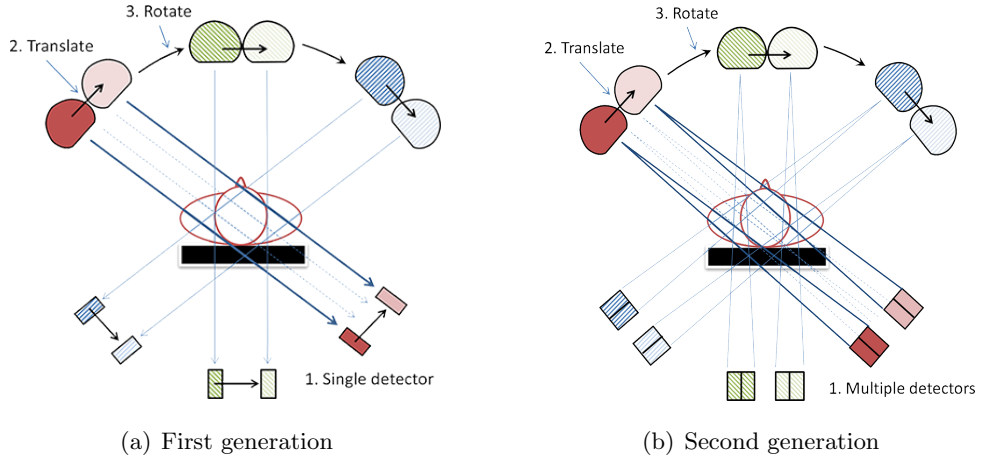 3. Rotate
2. Translate
1. Single detector
(a) First generation
3. Rotate
2. Translate
1. Multiple detectors
(b) Second generation